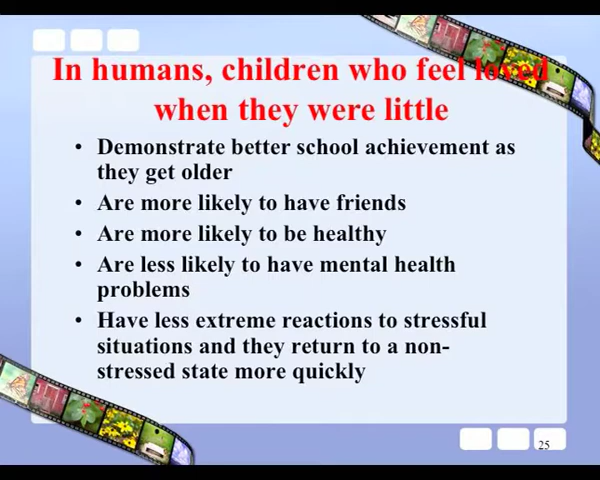 In humans, children who feel loved
when they were little
• Demonstrate better school achievement as
they get older
• Are more likely to have friends
• Are more likely to be healthy
• Are less likely to have mental health
problems
• Have less extreme reactions to stressful
situations and they return to a non-
stressed state more quickly
25